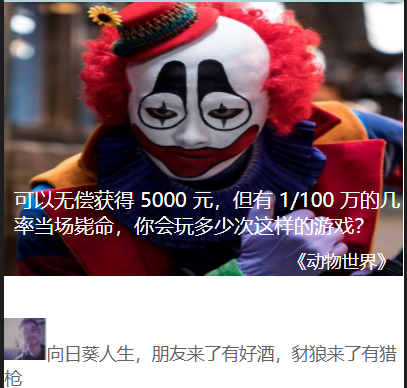 可以无偿获得 5000 元，但有 1/100 万的几
率当场毙命，你会玩多少次这样的游戏？
《动物世界》
向日葵人生，朋友来了有好酒，豺狼来了有猎
枪